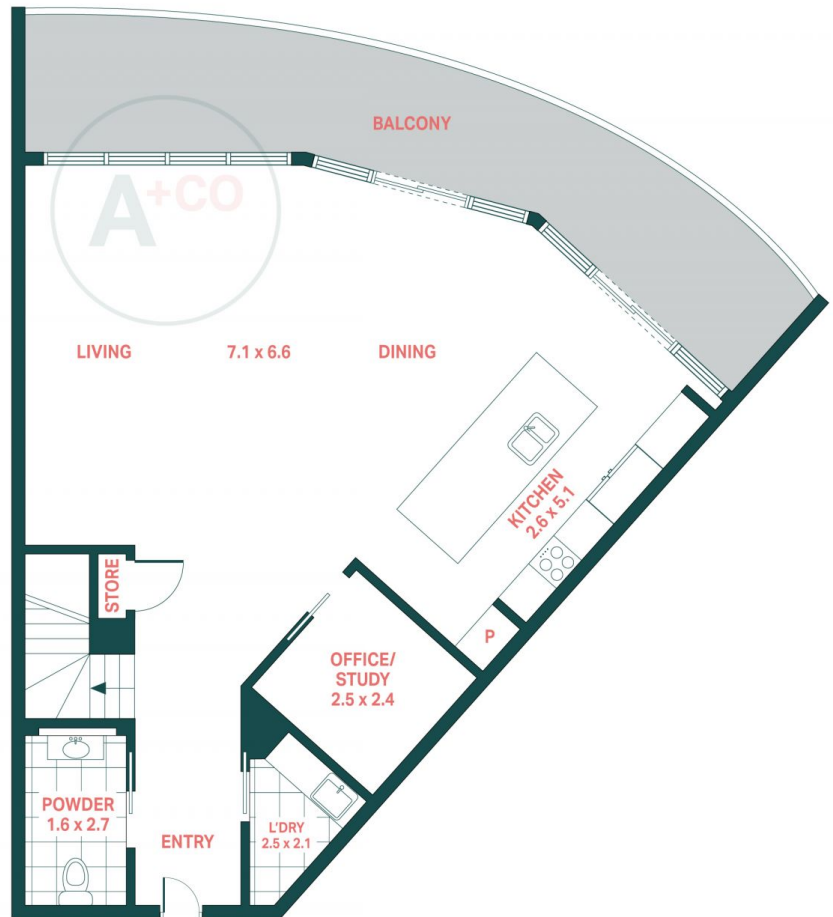 BALCONY
A+CO
LIVING
7.1 x 6.6
DINING
KITCHEN
2.6 x 5.1
STORE
P
OFFICE/
STUDY
2.5 x 2.4
POWDER
1.6 x 2.7
ENTRY
L'DRY
2.5 x 2.1